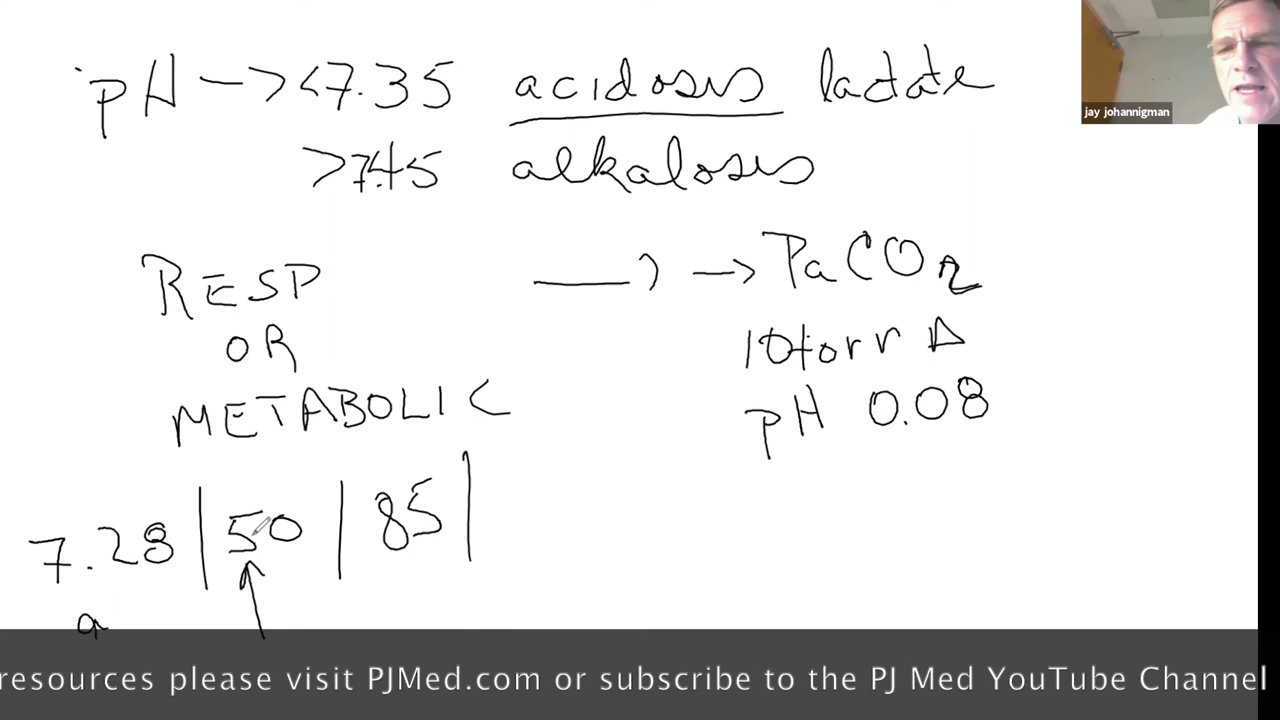 pH -> <7.35 acidosis lactate
>7.45 alkalosis
jay johannigman
RESP
OR
METABOLIC
-> PaCO2
10 torr Δ
pH 0.08
7.28 | 50 | 85 |
a
resources please visit PJMed.com or subscribe to the PJ Med YouTube Channel